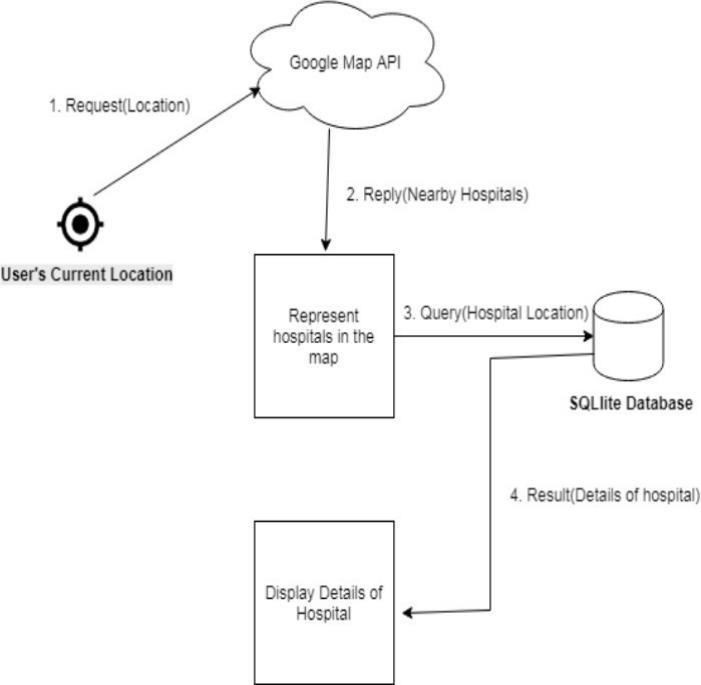 Google Map API
1. Request(Location)
2. Reply(Nearby Hospitals)
User's Current Location
Represent
hospitals in the
map
3. Query(Hospital Location)
SQLlite Database
4. Result(Details of hospital)
Display Details of
Hospital